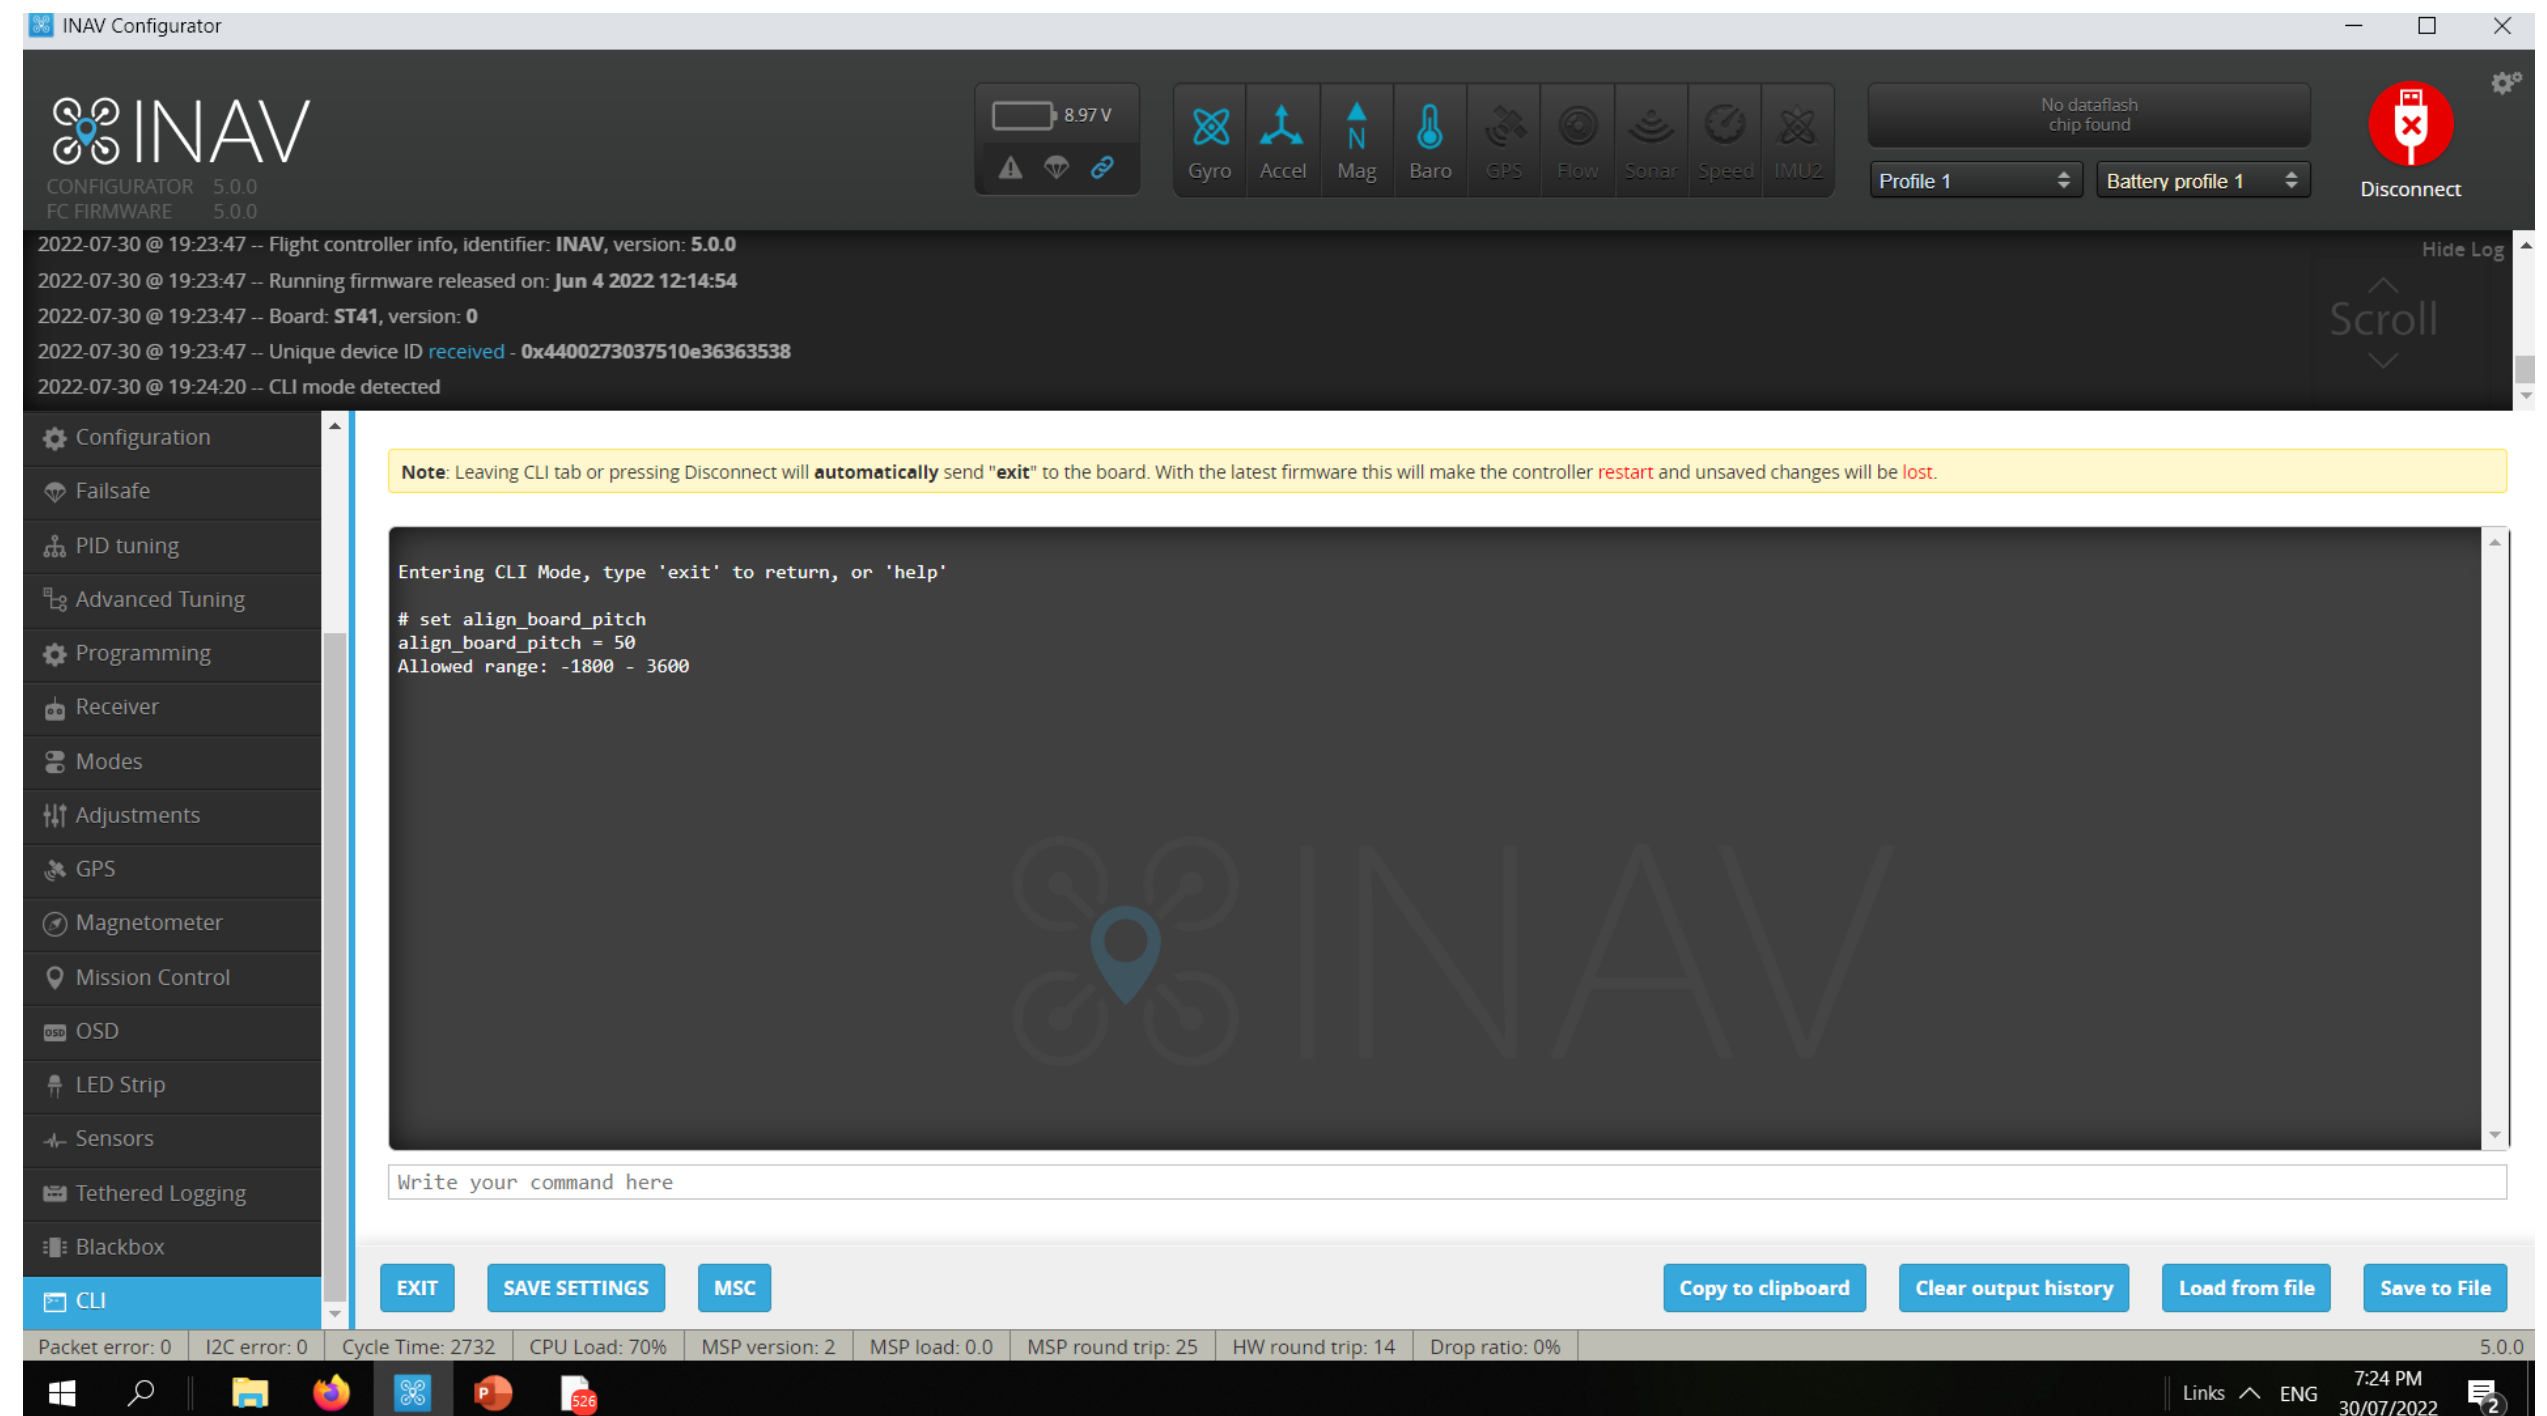 INAV Configurator
INAV
CONFIGURATOR 5.0.0
FC FIRMWARE 5.0.0
8.97 V
Gyro Accel Mag Baro GPS Flow Sonar Speed IMU2
N
No dataflash
chip found
Profile 1
Battery profile 1
Disconnect
2022-07-30 @ 19:23:47 -- Flight controller info, identifier: INAV, version: 5.0.0
2022-07-30 @ 19:23:47 -- Running firmware released on: Jun 4 2022 12:14:54
2022-07-30 @ 19:23:47 -- Board: ST41, version: 0
2022-07-30 @ 19:23:47 -- Unique device ID received - 0x4400273037510e36363538
2022-07-30 @ 19:24:20 -- CLI mode detected
Hide Log
Scroll
Configuration
Failsafe
PID tuning
Advanced Tuning
Programming
Receiver
Modes
Adjustments
GPS
Magnetometer
Mission Control
OSD
OSD
LED Strip
Sensors
Tethered Logging
Blackbox
CLI
Note: Leaving CLI tab or pressing Disconnect will automatically send "exit" to the board. With the latest firmware this will make the controller restart and unsaved changes will be lost.
Entering CLI Mode, type 'exit' to return, or 'help'
# set align_board_pitch
align_board_pitch = 50
Allowed range: -1800 - 3600
INAV
Write your command here
EXIT
SAVE SETTINGS
MSC
Copy to clipboard
Clear output history
Load from file
Save to File
Packet error: 0 I2C error: 0 Cycle Time: 2732 CPU Load: 70% MSP version: 2 MSP load: 0.0 MSP round trip: 25 HW round trip: 14 Drop ratio: 0% 5.0.0
P
526
Links
ENG
7:24 PM
30/07/2022
2